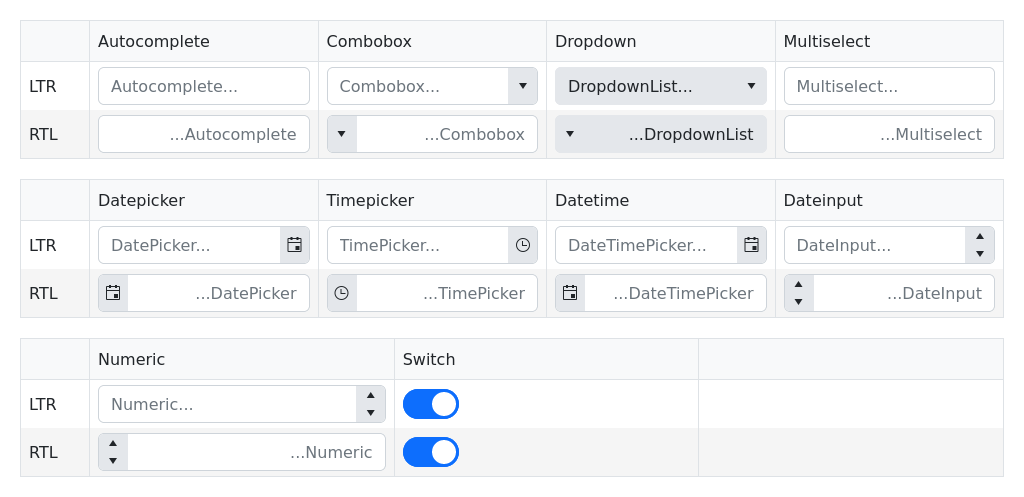 Autocomplete Combobox Dropdown Multiselect
LTR Autocomplete... Combobox... DropdownList... Multiselect...
RTL ...Autocomplete ...Combobox ...DropdownList ...Multiselect
Datepicker Timepicker Datetime Dateinput
LTR DatePicker... TimePicker... DateTimePicker... DateInput...
RTL ...DatePicker ...TimePicker ...DateTimePicker ...DateInput
Numeric Switch
LTR Numeric...
RTL ...Numeric